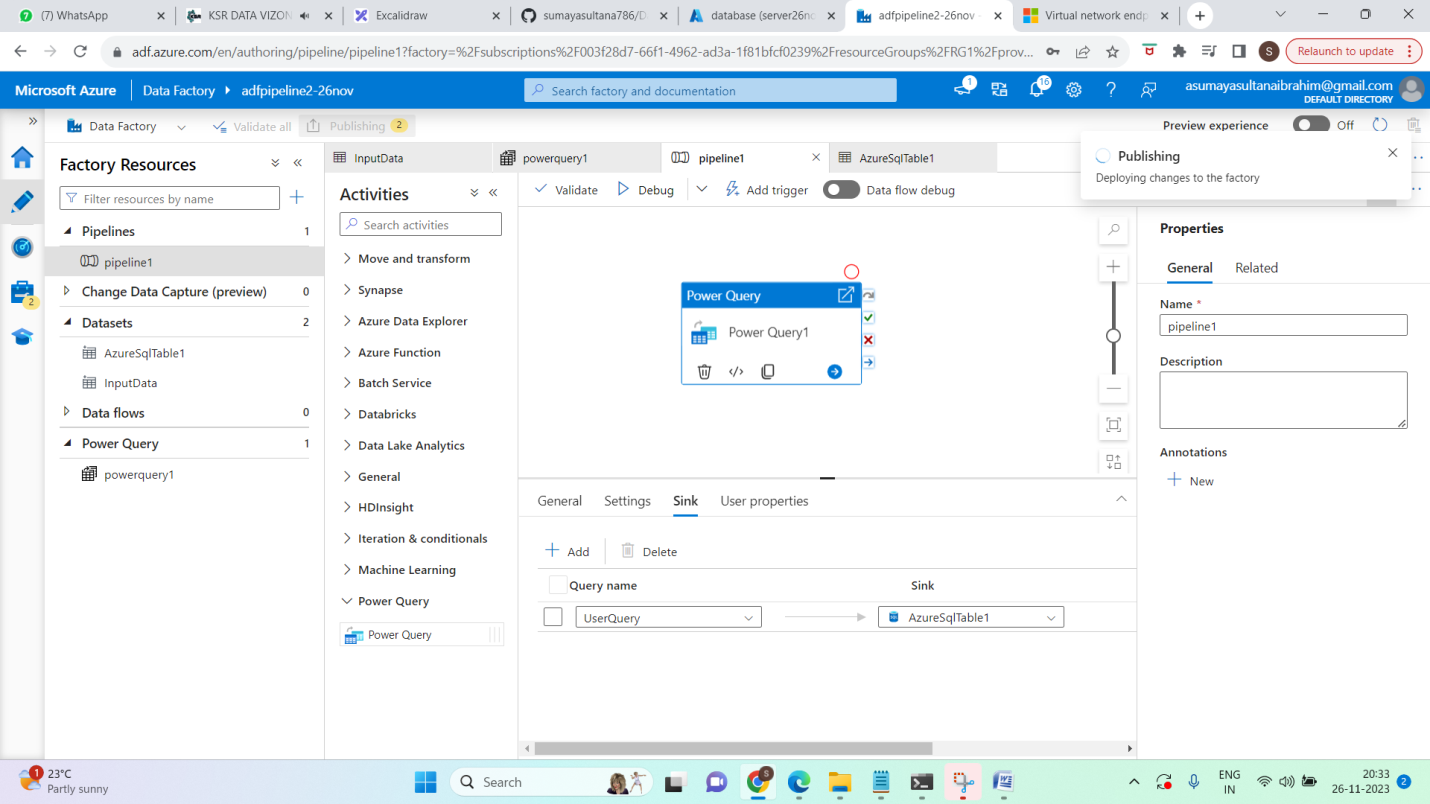 (7) WhatsApp
KSR DATA VIZON
Excalidraw
sumayasultana786/D
database (server26no
adfpipeline2-26nov -
Virtual network endp
adf.azure.com/en/authoring/pipeline/pipeline1?factory=%2Fsubscriptions%2F003f28d7-66f1-4962-ad3a-1f81bfcf0239%2FresourceGroups%2FRG1%2Fprov...
S
Relaunch to update
Microsoft Azure
Data Factory
adfpipeline2-26nov
Search factory and documentation
1
16
asumayasultanaibrahim@gmail.com
DEFAULT DIRECTORY
Data Factory
Validate all
Publishing
2
Preview experience
Off
Publishing
Deploying changes to the factory
Factory Resources
Filter resources by name
Pipelines
1
pipeline1
Change Data Capture (preview)
0
Datasets
2
AzureSqlTable1
InputData
Data flows
0
Power Query
1
powerquery1
2
InputData
powerquery1
pipeline1
AzureSqlTable1
Activities
Search activities
Move and transform
Synapse
Azure Data Explorer
Azure Function
Batch Service
Databricks
Data Lake Analytics
General
HDInsight
Iteration & conditionals
Machine Learning
Power Query
Power Query
Validate
Debug
Add trigger
Data flow debug
Power Query
Power Query1
General
Settings
Sink
User properties
Add
Delete
Query name
Sink
UserQuery
AzureSqlTable1
Properties
General
Related
Name *
pipeline1
Description
Annotations
New
1
23°C
Partly sunny
Search
S
ENG
IN
20:33
26-11-2023
2